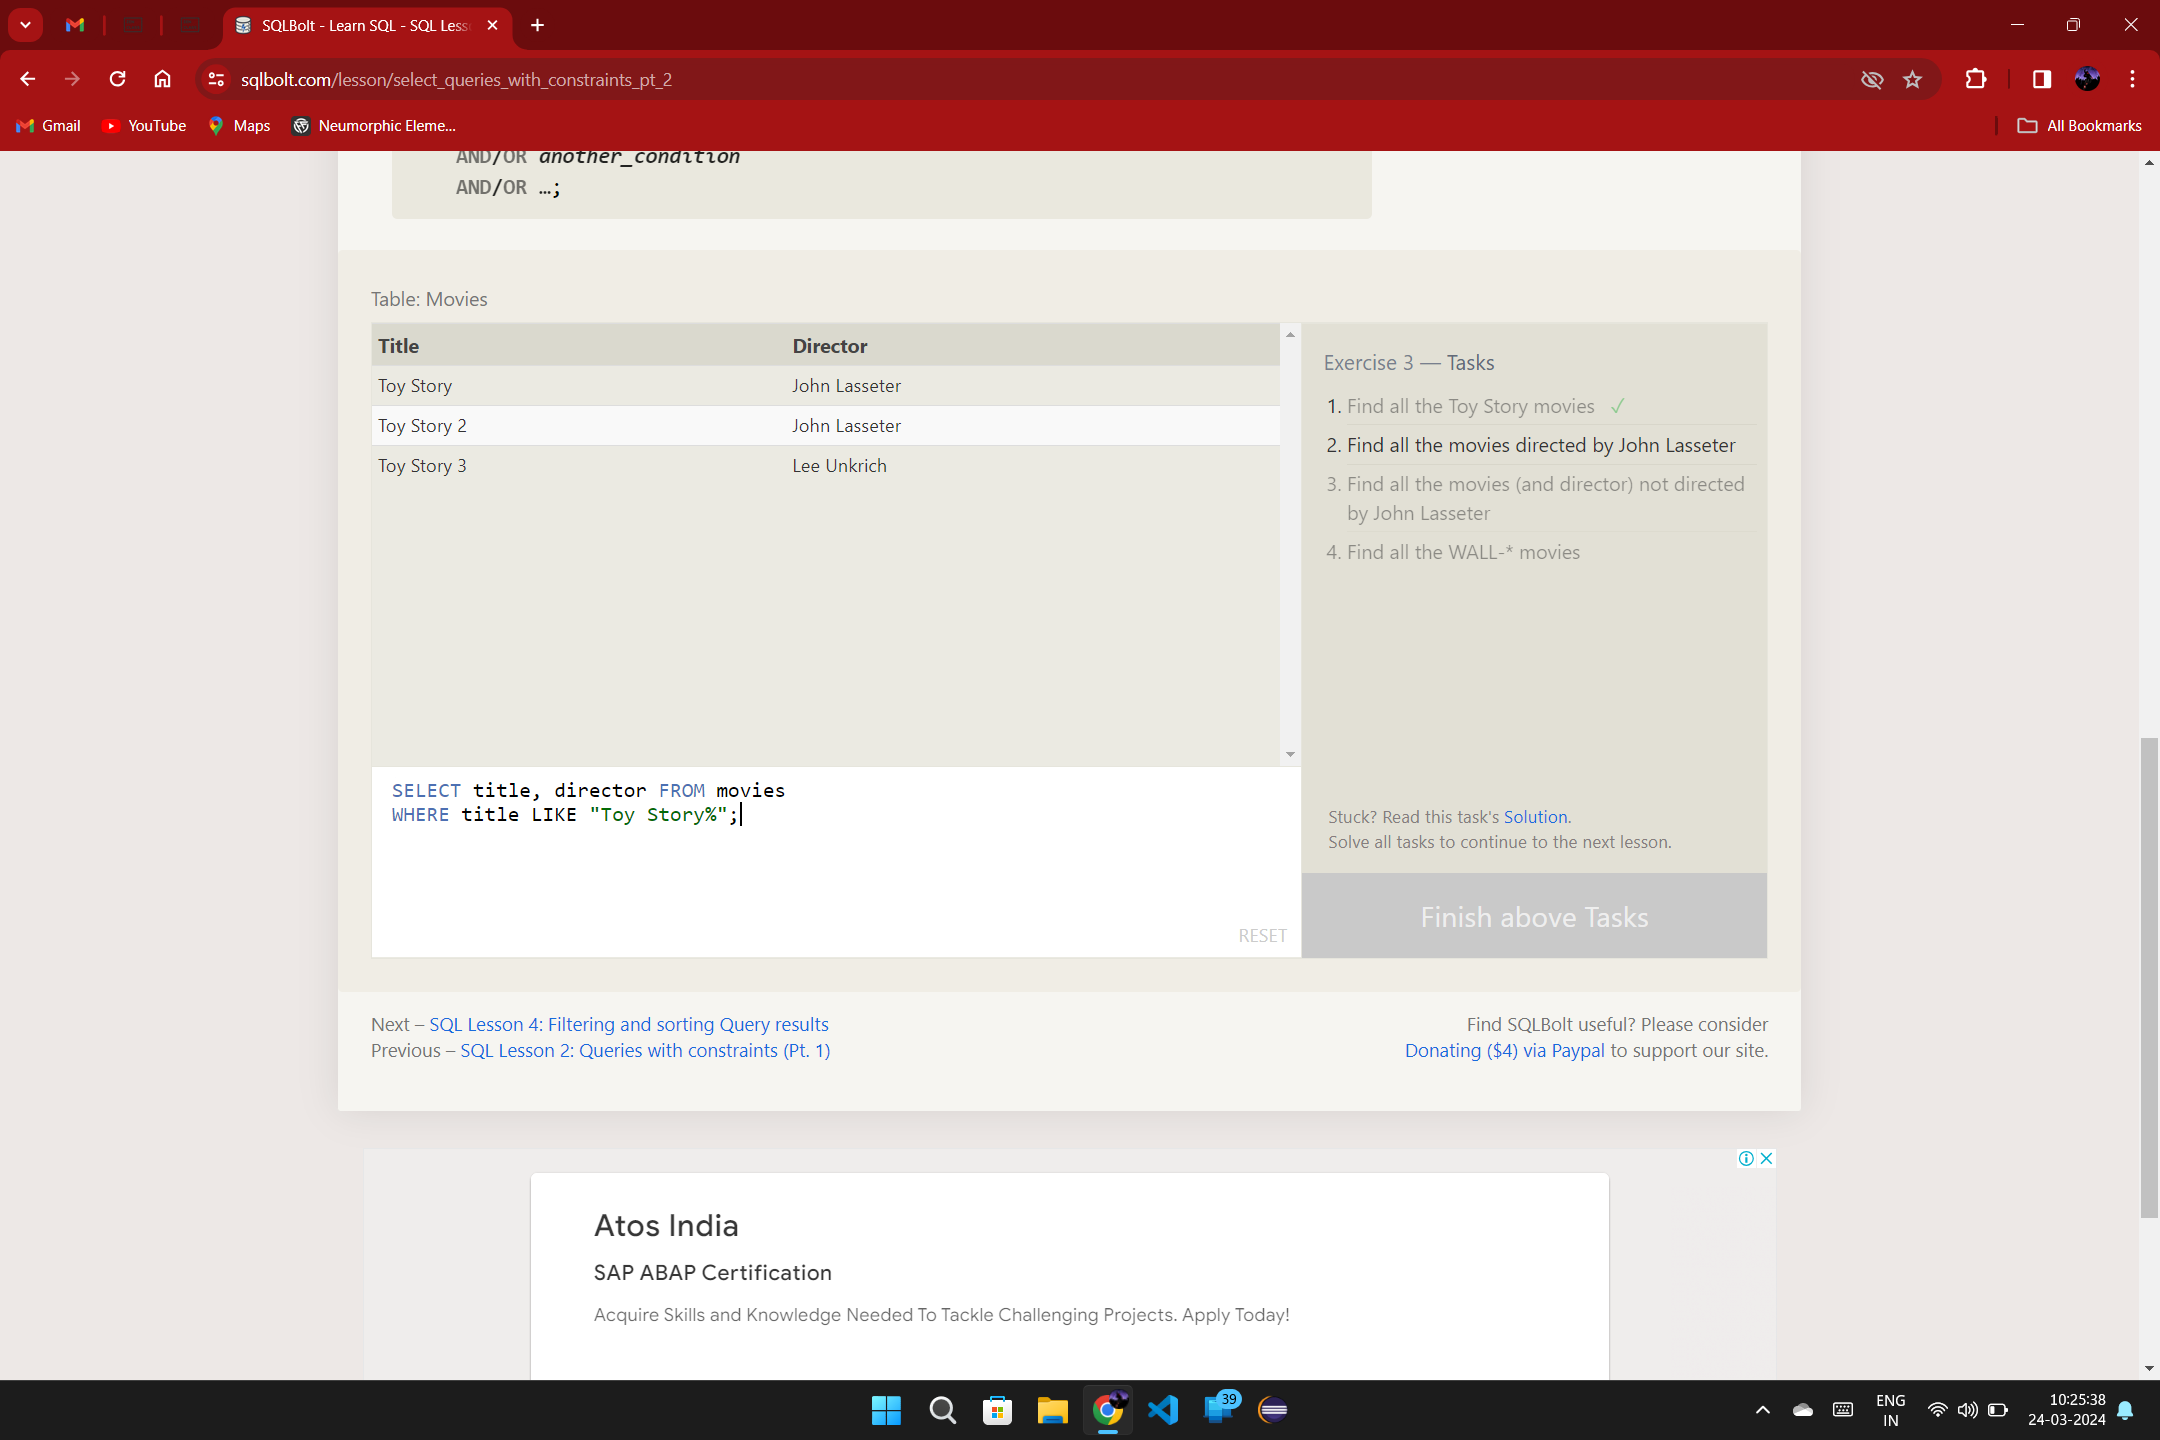 SQLBolt - Learn SQL - SQL Less
sqlbolt.com/lesson/select_queries_with_constraints_pt_2
Gmail
YouTube
Maps
Neumorphic Eleme...
All Bookmarks
AND/OR another_condition
AND/OR …;
Table: Movies
Title Director
Toy Story John Lasseter
Toy Story 2 John Lasseter
Toy Story 3 Lee Unkrich
Exercise 3 — Tasks
1. Find all the Toy Story movies ✓
2. Find all the movies directed by John Lasseter
3. Find all the movies (and director) not directed
by John Lasseter
4. Find all the WALL-* movies
SELECT title, director FROM movies
WHERE title LIKE "Toy Story%";
RESET
Stuck? Read this task's Solution.
Solve all tasks to continue to the next lesson.
Finish above Tasks
Next – SQL Lesson 4: Filtering and sorting Query results
Previous – SQL Lesson 2: Queries with constraints (Pt. 1)
Find SQLBolt useful? Please consider
Donating ($4) via Paypal to support our site.
Atos India
SAP ABAP Certification
Acquire Skills and Knowledge Needed To Tackle Challenging Projects. Apply Today!
39
ENG
IN
10:25:38
24-03-2024